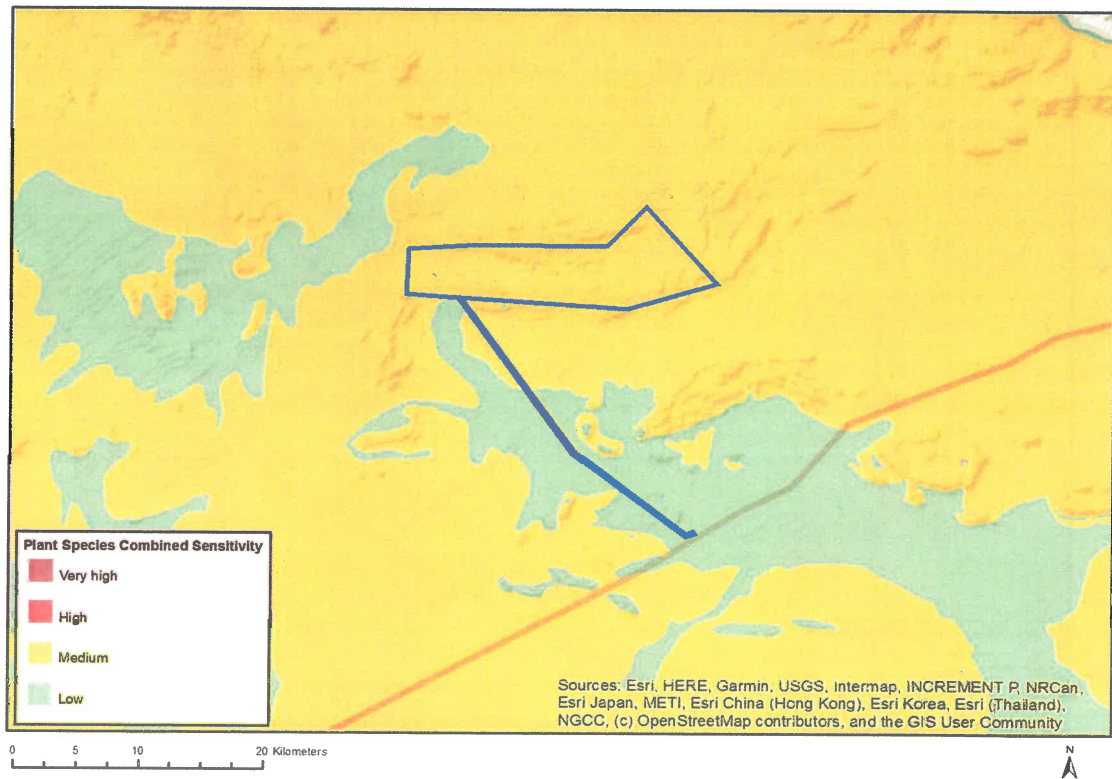 Plant Species Combined Sensitivity
Very high
High
Medium
Low
Sources: Esri, HERE, Garmin, USGS, Intermap, INCREMENT P, NRCan,
Esri Japan, METI, Esri China (Hong Kong), Esri Korea, Esri (Thailand),
NGCC, (c) OpenStreetMap contributors, and the GIS User Community
0 5 10 20 Kilometers
N